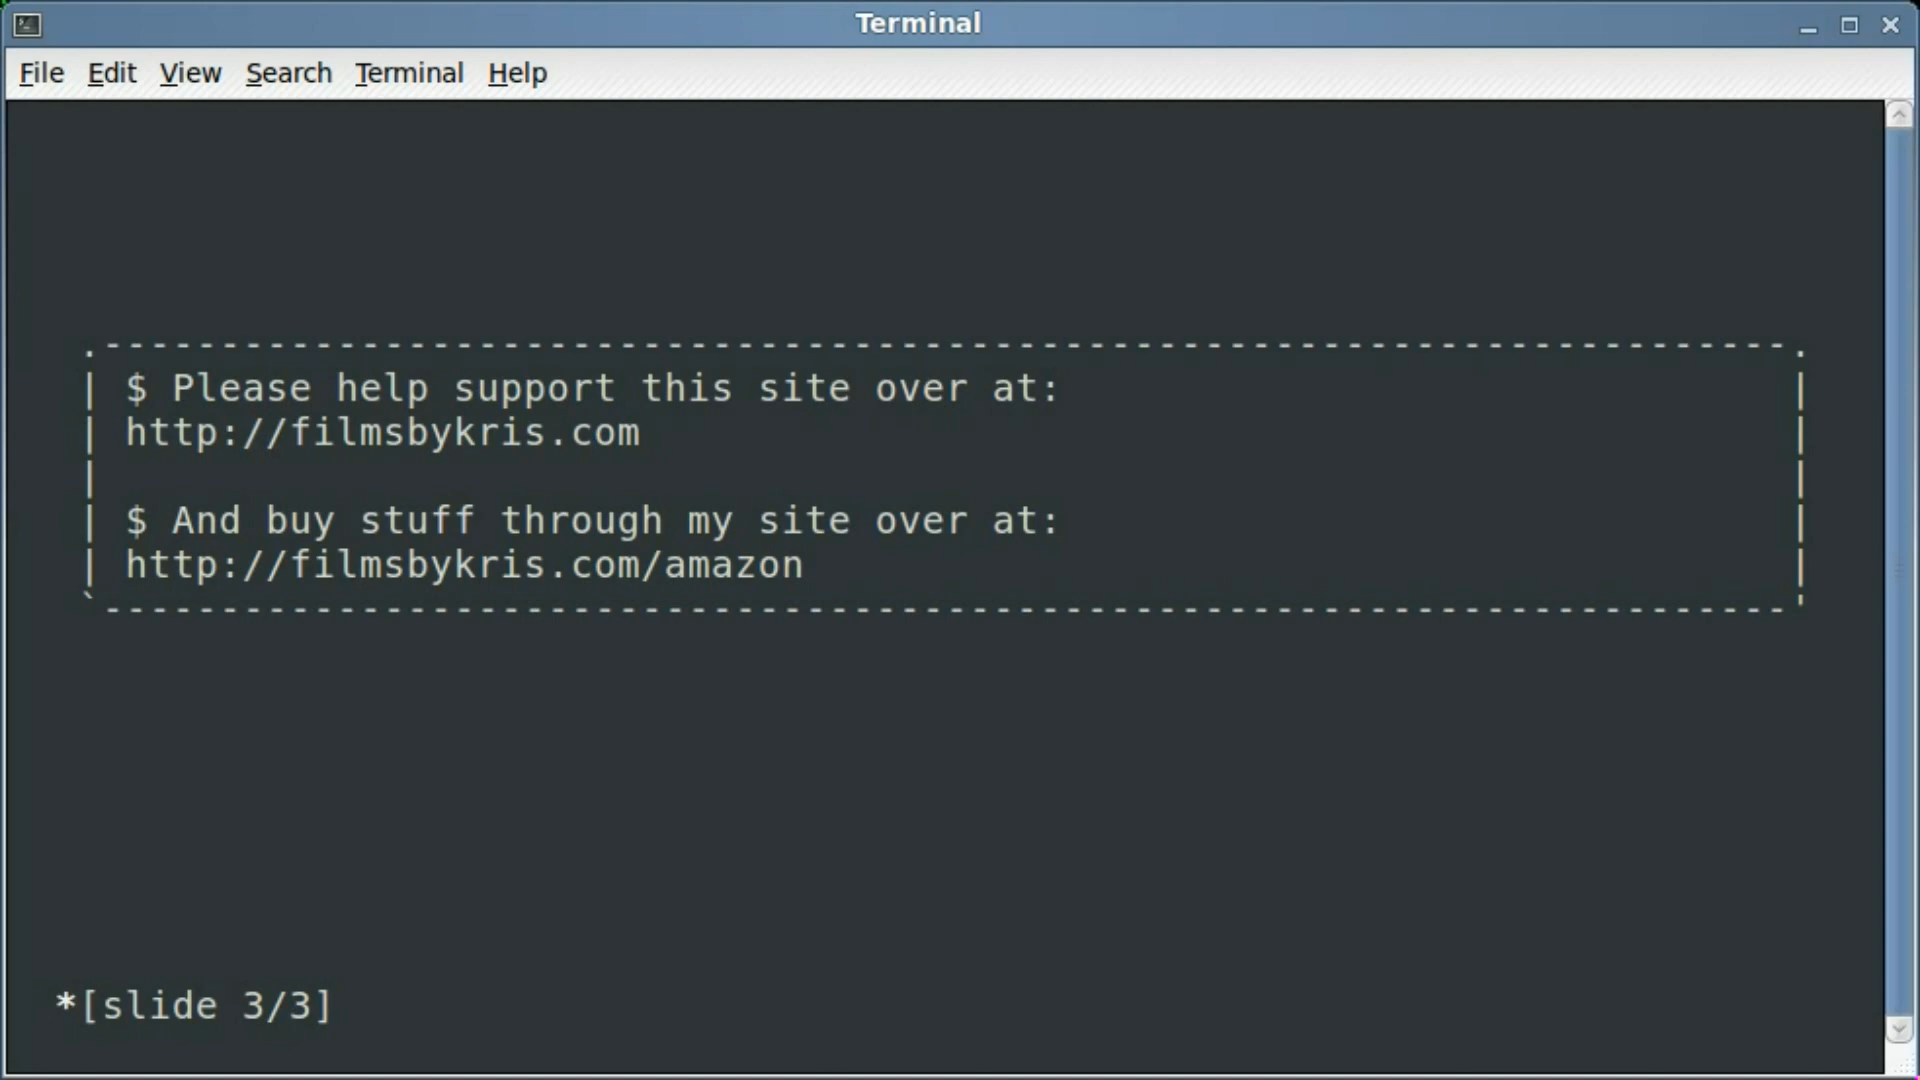 Terminal
File Edit View Search Terminal Help
$ Please help support this site over at:
http://filmsbykris.com
$ And buy stuff through my site over at:
http://filmsbykris.com/amazon
*[slide 3/3]